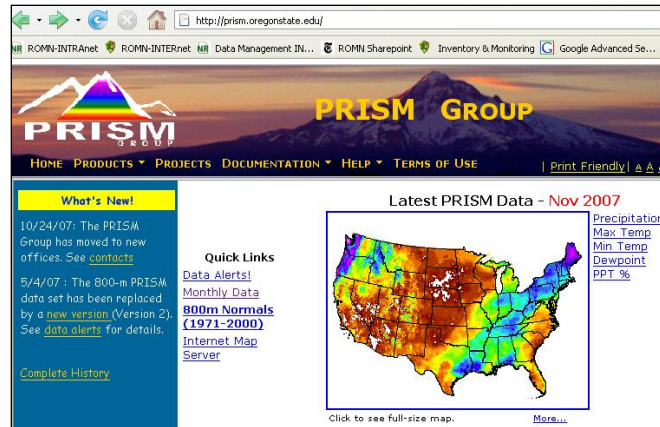 http://prism.oregonstate.edu/
NR ROMN-INTRAnet ROMN-INTERnet NR Data Management IN... ROMN Sharepoint Inventory & Monitoring G Google Advanced Se...
PRISM
GROUP
PRISM GROUP
HOME PRODUCTS PROJECTS DOCUMENTATION HELP TERMS OF USE | Print Friendly | A A
What's New!
10/24/07: The PRISM
Group has moved to new
offices. See contacts
5/4/07 : The 800-m PRISM
data set has been replaced
by a new version (Version 2).
See data alerts for details.
Complete History
Quick Links
Data Alerts!
Monthly Data
800m Normals
(1971-2000)
Internet Map
Server
Latest PRISM Data - Nov 2007
Precipitation
Max Temp
Min Temp
Dewpoint
PPT %
Click to see full-size map. More...